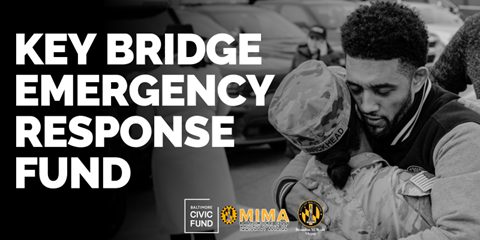 KEY BRIDGE
EMERGENCY
RESPONSE
FUND
BALTIMORE
CIVIC
FUND
MIMA